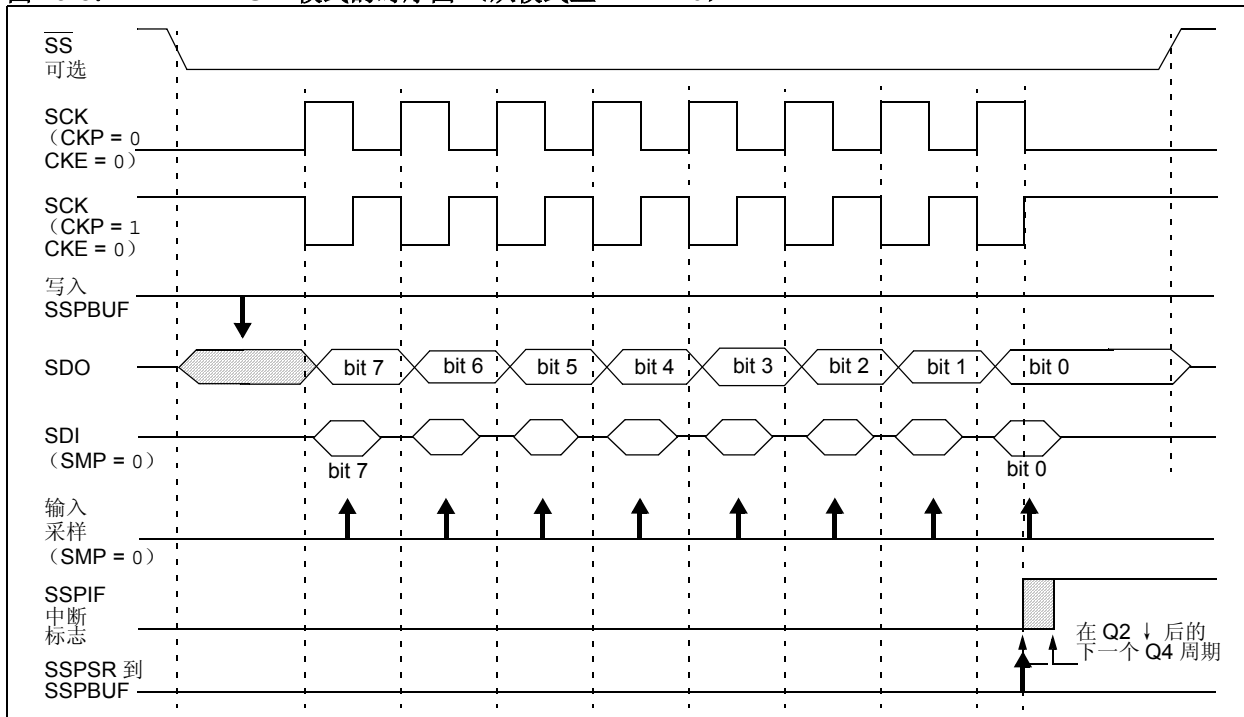 SS
可选
SCK
（CKP = 0
CKE = 0）
SCK
（CKP = 1
CKE = 0）
写入
SSPBUF
SDO
bit 7
bit 6
bit 5
bit 4
bit 3
bit 2
bit 1
bit 0
SDI
（SMP = 0）
bit 7
bit 0
输入
采样
（SMP = 0）
SSPIF
中断
标志
在 Q2 ↓ 后的
下一个 Q4 周期
SSPSR 到
SSPBUF